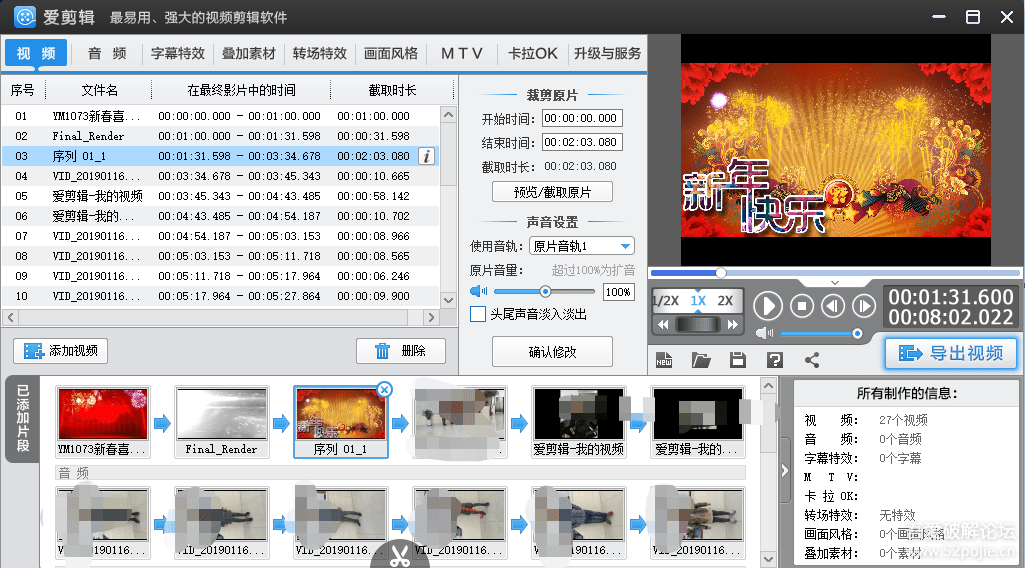 爱剪辑 最易用、强大的视频剪辑软件
视 频 音 频 字幕特效 叠加素材 转场特效 画面风格 M T V 卡拉OK 升级与服务
序号 文件名 在最终影片中的时间 截取时长
01 YM1073新春喜... 00:00:00.000 - 00:01:00.000 00:01:00.000
02 Final_Render 00:01:00.000 - 00:01:31.598 00:00:31.598
03 序列 01_1 00:01:31.598 - 00:03:34.678 00:02:03.080 i
04 VID_20190116... 00:03:34.678 - 00:03:45.343 00:00:10.665
05 爱剪辑-我的视频 00:03:45.343 - 00:04:43.485 00:00:58.142
06 爱剪辑-我的... 00:04:43.485 - 00:04:54.187 00:00:10.702
07 VID_20190116... 00:04:54.187 - 00:05:03.153 00:00:08.966
08 VID_20190116... 00:05:03.153 - 00:05:11.718 00:00:08.565
09 VID_20190116... 00:05:11.718 - 00:05:17.964 00:00:06.246
10 VID_20190116... 00:05:17.964 - 00:05:27.864 00:00:09.900
添加视频 删除
裁剪原片
开始时间: 00:00:00.000
结束时间: 00:02:03.080
截取时长: 00:02:03.080
预览/截取原片
声音设置
使用音轨: 原片音轨1
原片音量: 超过100%为扩音
100%
头尾声音淡入淡出
确认修改
新年
快乐
1/2X 1X 2X
00:01:31.600
00:08:02.022
NEW
导出视频
已添加片段
新年
快乐
YM1073新春喜... Final_Render 序列 01_1 爱剪辑-我的视频 爱剪辑-我的...
音 频
VID_20190116... VID_20190116... VID_20190116... VID_20190116... VID_20190116... VID_20190116...
所有制作的信息:
视 频: 27个视频
音 频: 0个音频
字幕特效: 0个字幕
M T V:
卡 拉 OK:
转场特效: 无特效
画面风格: 0个画面风格
叠加素材: 0个素材
吾爱破解论坛
www.52pojie.cn